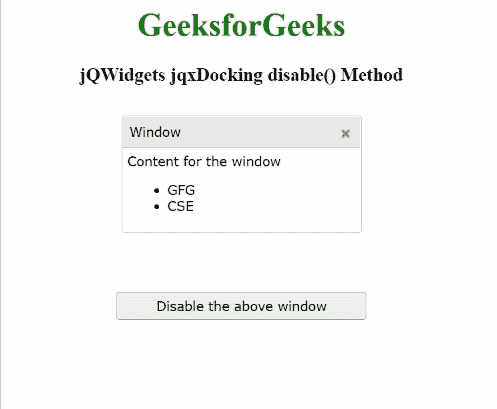 GeeksforGeeks
jQWidgets jqxDocking disable() Method
Window
Content for the window
GFG
CSE
Disable the above window